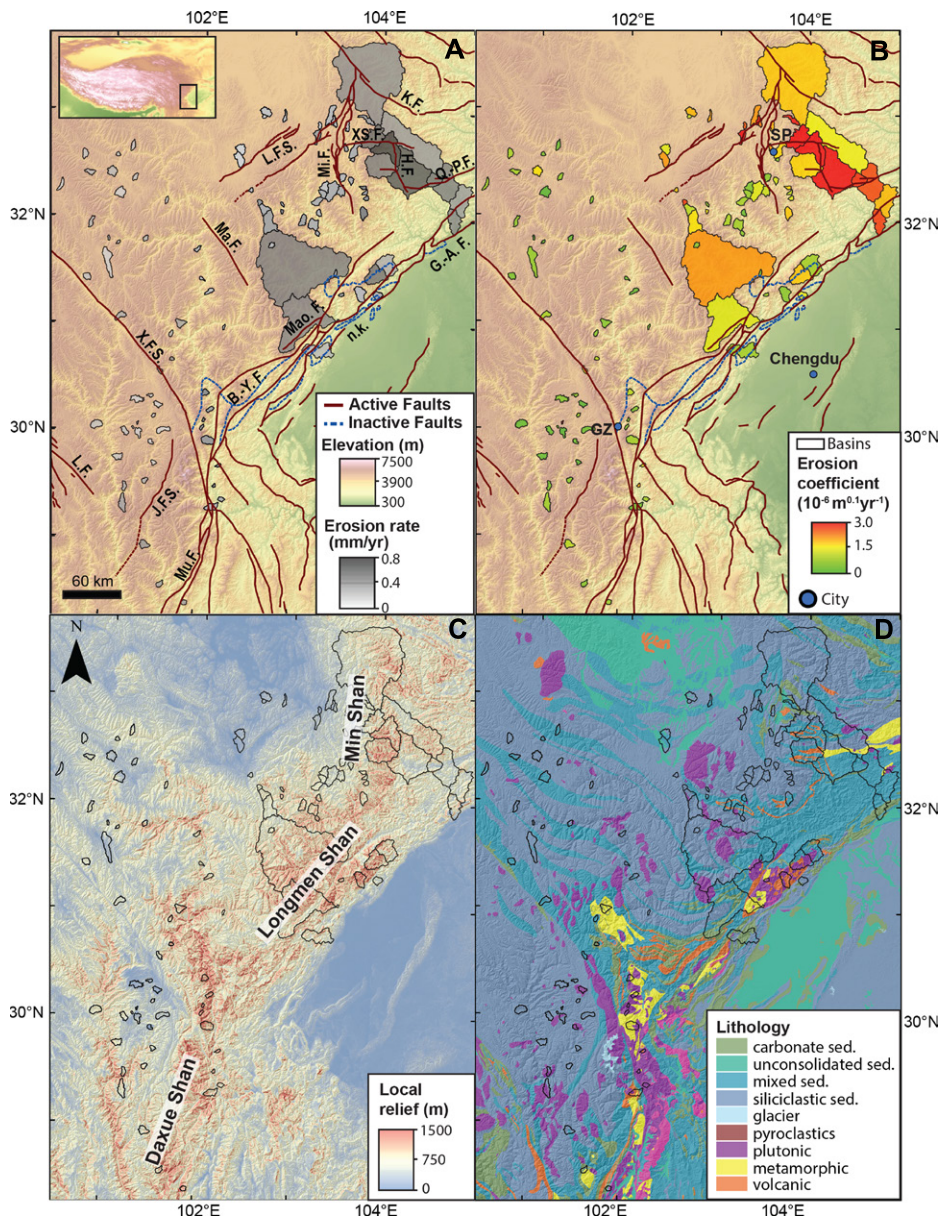 102°E
104°E
102°E
104°E
A
K.F.
XS.F.
L.F.S.
Mi.F.
H.F.
Q.-P.F.
32°N
Ma.F.
G.-A. F.
Mao. F.
n.k.
X.F.S.
B.-Y. F.
30°N
L.F.
J.F.S.
Mu.F.
60 km
Active Faults
Inactive Faults
Elevation (m)
7500
3900
300
Erosion rate
(mm/yr)
0.8
0.4
0
B
SP
32°N
Chengdu
GZ
30°N
Basins
Erosion
coefficient
(10⁻⁶ m⁰·¹yr⁻¹)
3.0
1.5
0
City
C
N
Min Shan
32°N
Longmen Shan
30°N
Daxue Shan
Local
relief (m)
1500
750
0
D
32°N
30°N
Lithology
carbonate sed.
unconsolidated sed.
mixed sed.
siliciclastic sed.
glacier
pyroclastics
plutonic
metamorphic
volcanic
102°E
104°E
102°E
104°E